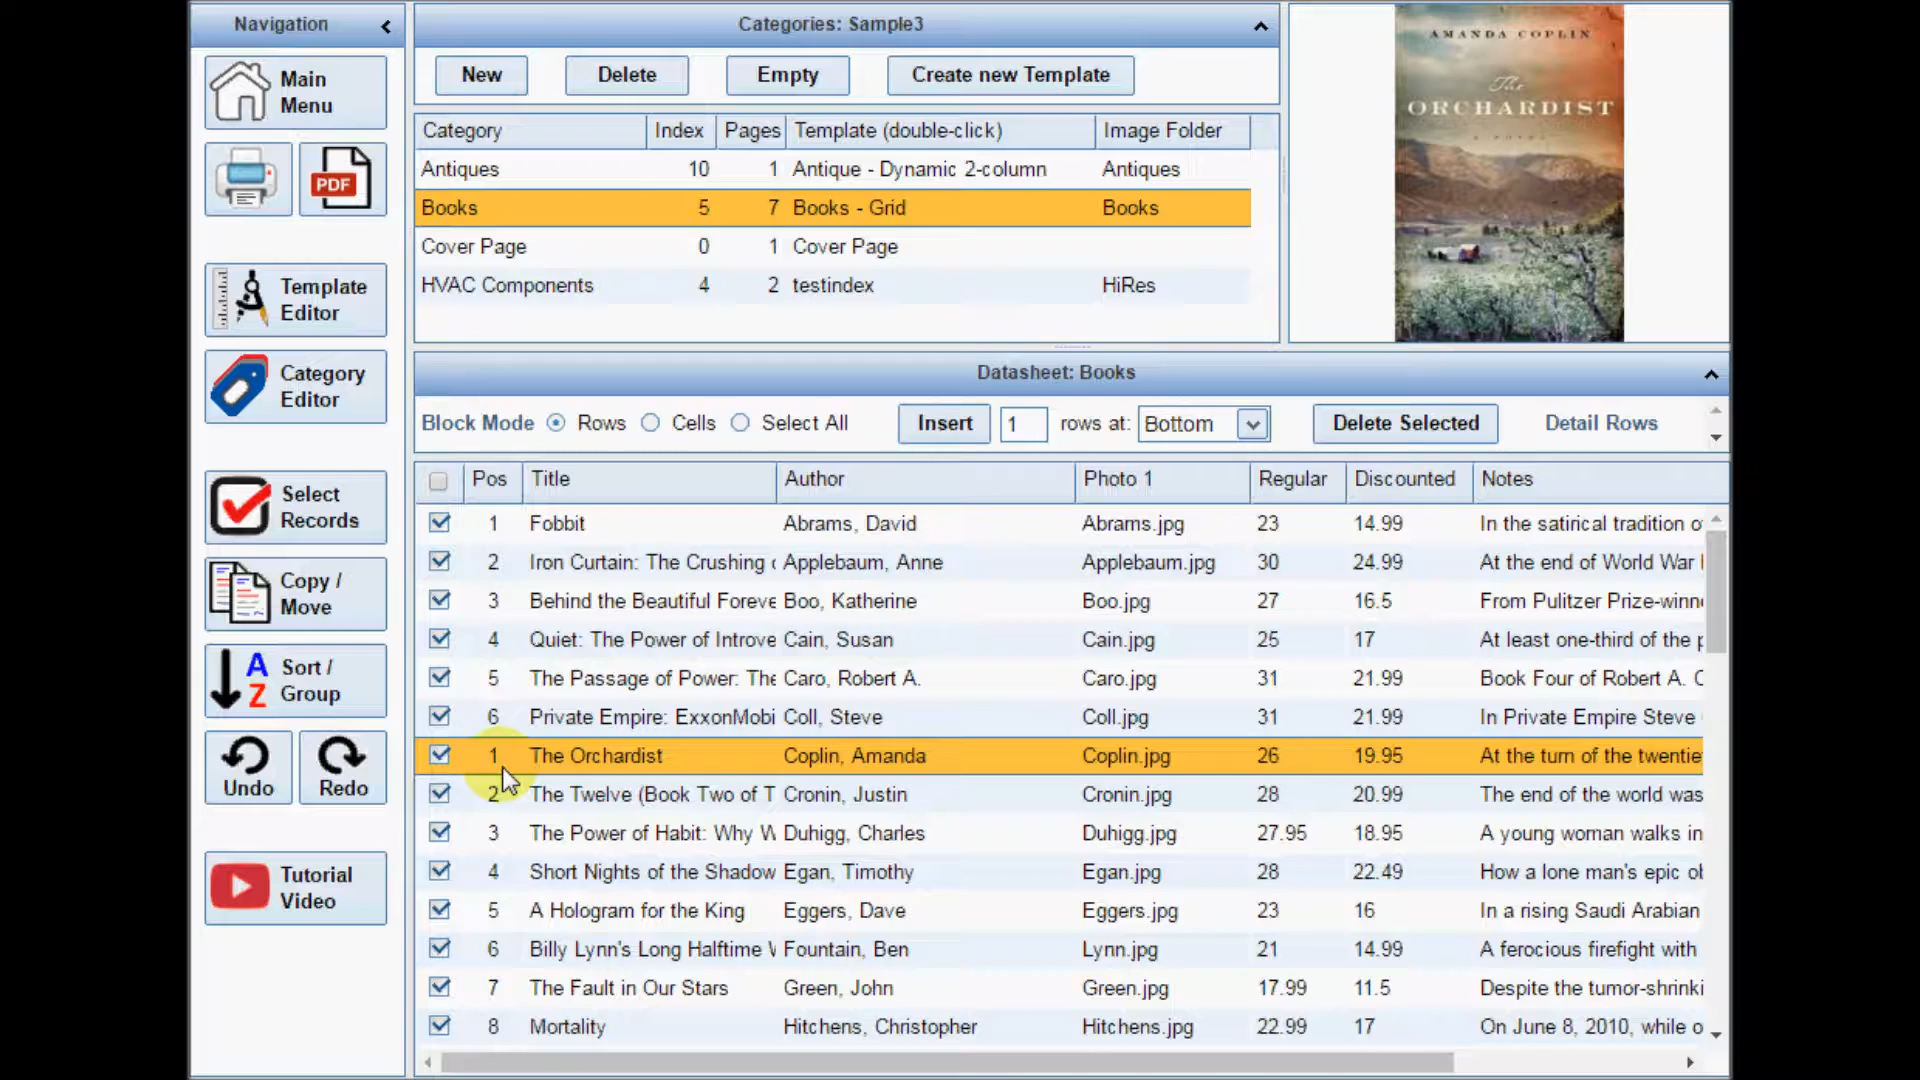 Navigation
Main
Menu
PDF
Template
Editor
Category
Editor
Select
Records
Copy /
Move
A
Z
Sort /
Group
Undo
Redo
Tutorial
Video
Categories: Sample3
New
Delete
Empty
Create new Template
Category Index Pages Template (double-click) Image Folder
Antiques 10 1 Antique - Dynamic 2-column Antiques
Books 5 7 Books - Grid Books
Cover Page 0 1 Cover Page
HVAC Components 4 2 testindex HiRes
AMANDA COPLIN
The
ORCHARDIST
A NOVEL
Datasheet: Books
Block Mode Rows Cells Select All Insert 1 rows at: Bottom Delete Selected Detail Rows
Pos Title Author Photo 1 Regular Discounted Notes
1 Fobbit Abrams, David Abrams.jpg 23 14.99 In the satirical tradition o
2 Iron Curtain: The Crushing o Applebaum, Anne Applebaum.jpg 30 24.99 At the end of World War I
3 Behind the Beautiful Foreve Boo, Katherine Boo.jpg 27 16.5 From Pulitzer Prize-winn
4 Quiet: The Power of Introve Cain, Susan Cain.jpg 25 17 At least one-third of the p
5 The Passage of Power: The Caro, Robert A. Caro.jpg 31 21.99 Book Four of Robert A. C
6 Private Empire: ExxonMobi Coll, Steve Coll.jpg 31 21.99 In Private Empire Steve
1 The Orchardist Coplin, Amanda Coplin.jpg 26 19.95 At the turn of the twentie
2 The Twelve (Book Two of T Cronin, Justin Cronin.jpg 28 20.99 The end of the world was
3 The Power of Habit: Why W Duhigg, Charles Duhigg.jpg 27.95 18.95 A young woman walks in
4 Short Nights of the Shadow Egan, Timothy Egan.jpg 28 22.49 How a lone man's epic ob
5 A Hologram for the King Eggers, Dave Eggers.jpg 23 16 In a rising Saudi Arabian
6 Billy Lynn's Long Halftime W Fountain, Ben Lynn.jpg 21 14.99 A ferocious firefight with
7 The Fault in Our Stars Green, John Green.jpg 17.99 11.5 Despite the tumor-shrinki
8 Mortality Hitchens, Christopher Hitchens.jpg 22.99 17 On June 8, 2010, while o